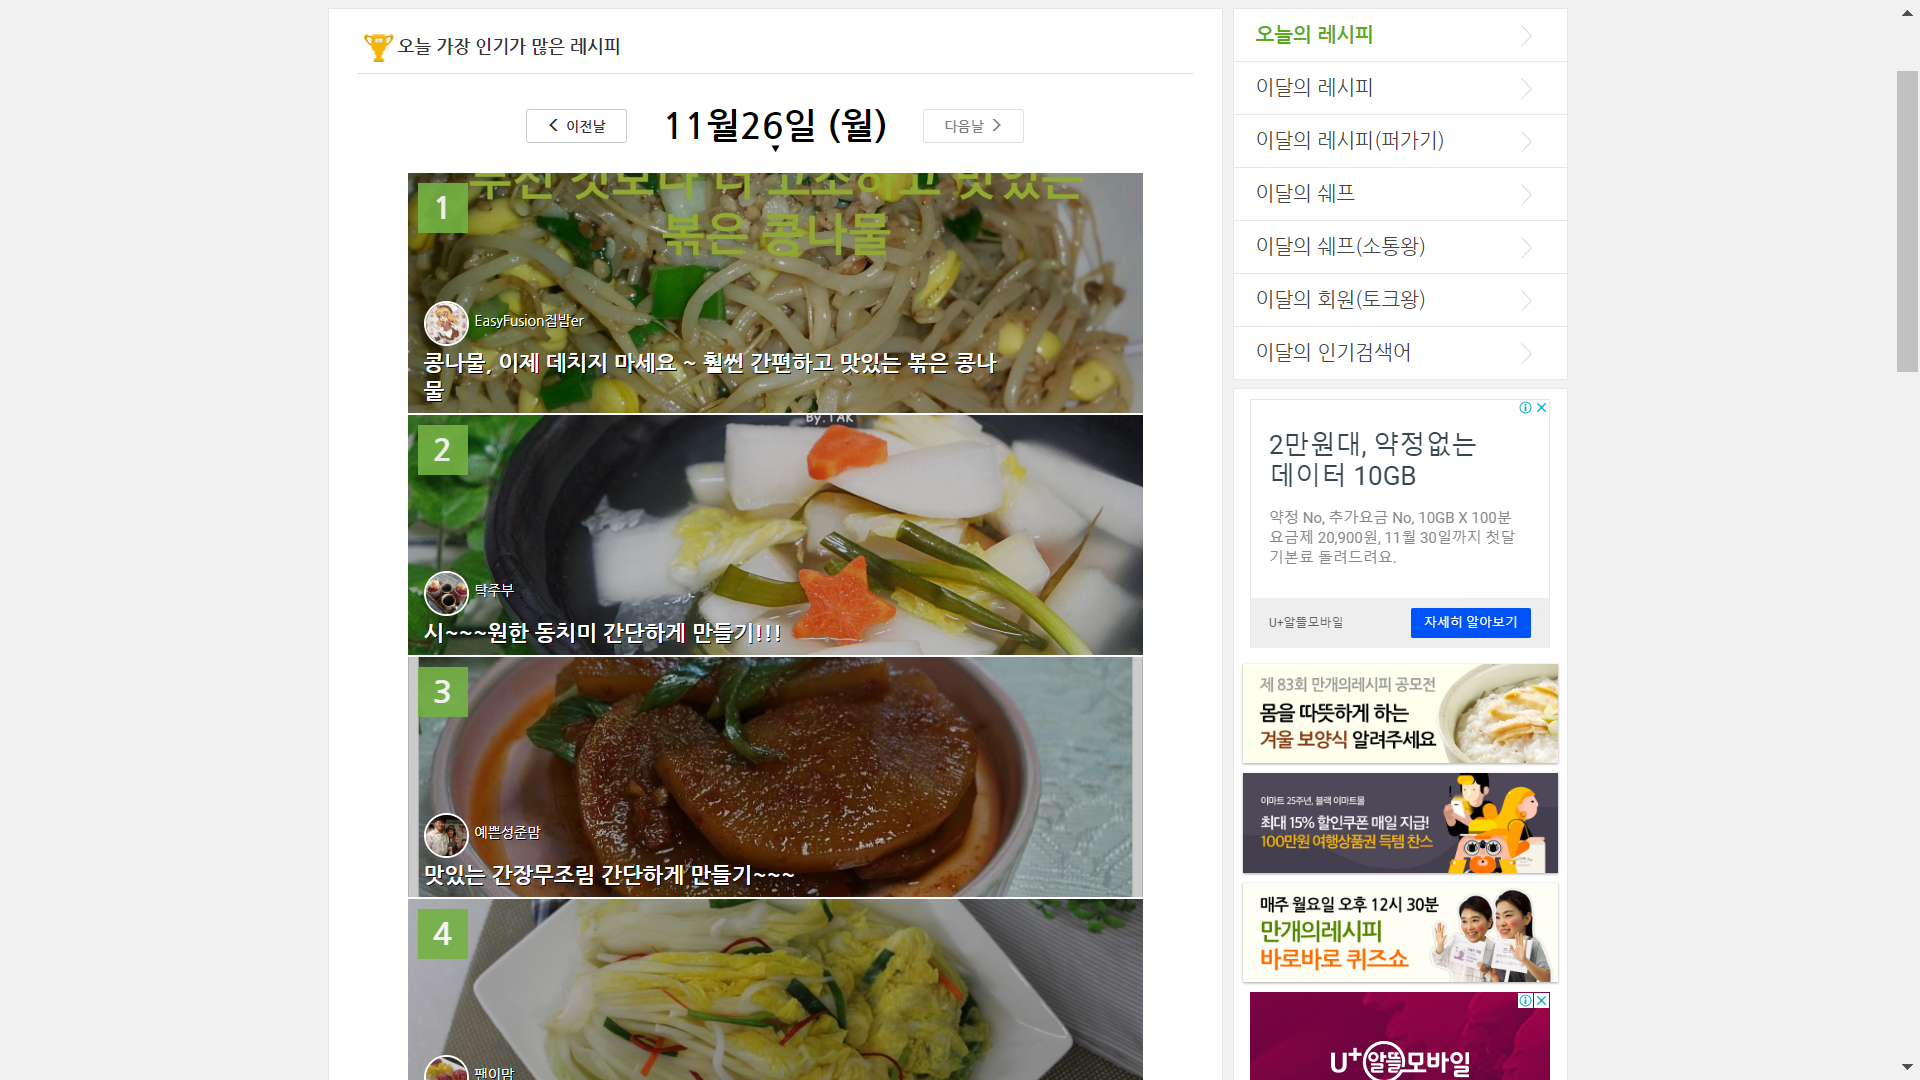 오늘 가장 인기가 많은 레시피
이전날
11월26일 (월)
다음날
1
볶은 콩나물
EasyFusion집밥er
콩나물, 이제 데치지 마세요 ~ 훨씬 간편하고 맛있는 볶은 콩나
물
By.TAK
2
탁주부
시~~~원한 동치미 간단하게 만들기!!!
3
예쁜성준맘
맛있는 간장무조림 간단하게 만들기~~~
4
팬이맘
오늘의 레시피
이달의 레시피
이달의 레시피(퍼가기)
이달의 쉐프
이달의 쉐프(소통왕)
이달의 회원(토크왕)
이달의 인기검색어
2만원대, 약정없는
데이터 10GB
약정 No, 추가요금 No, 10GB X 100분
요금제 20,900원, 11월 30일까지 첫달
기본료 돌려드려요.
U+알뜰모바일
자세히 알아보기
제 83회 만개의레시피 공모전
몸을 따뜻하게 하는
겨울 보양식 알려주세요
이마트 25주년, 블랙 이마트몰
최대 15% 할인쿠폰 매일 지급!
100만원 여행상품권 득템 찬스
매주 월요일 오후 12시 30분
만개의레시피
바로바로 퀴즈쇼
U+알뜰모바일